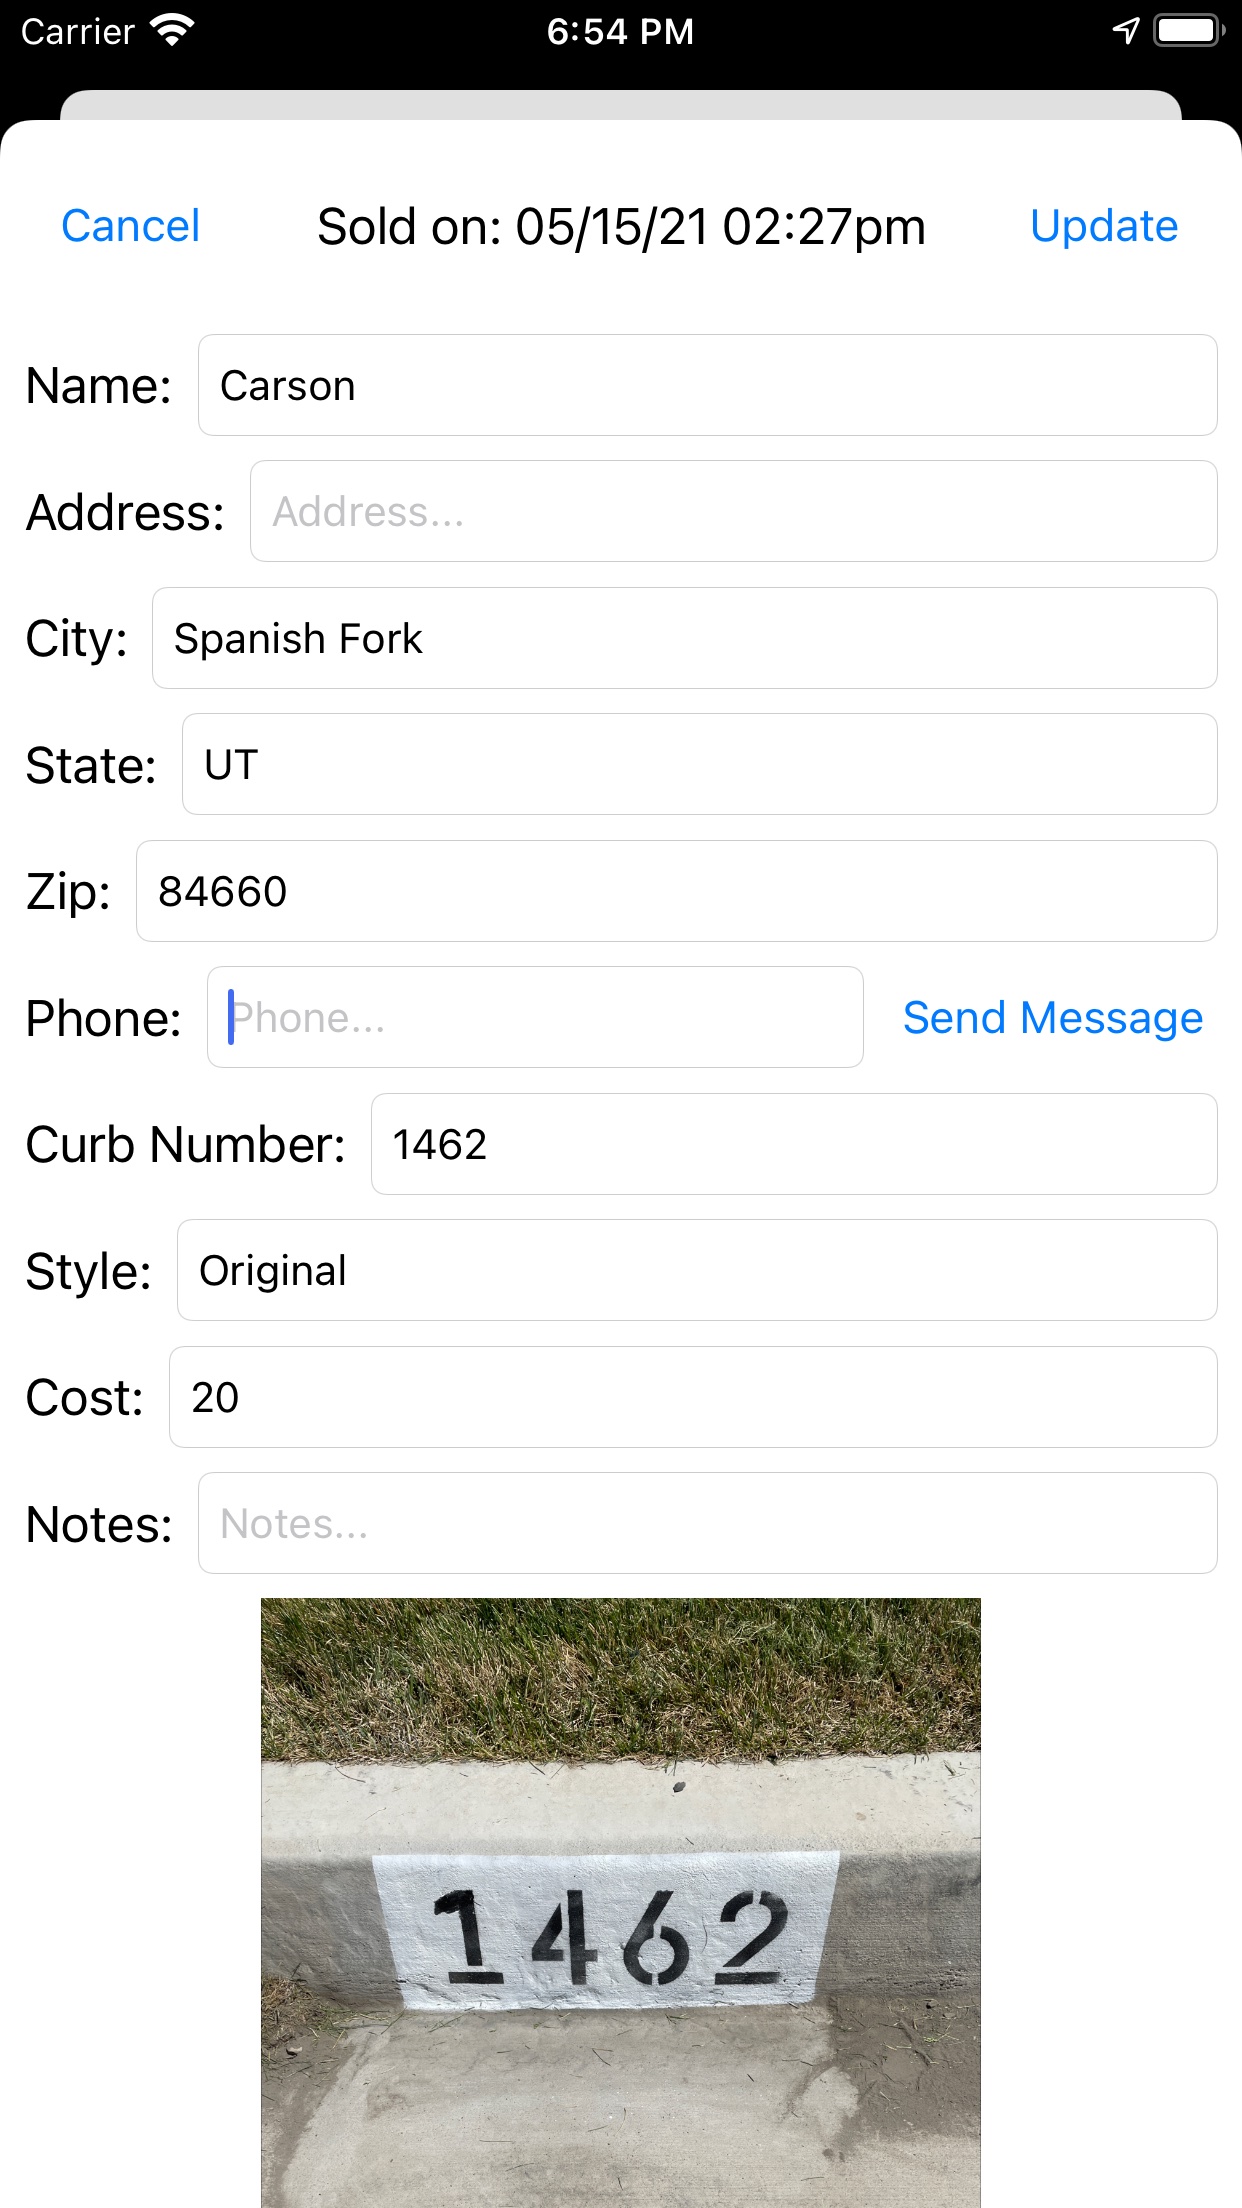 Carrier 6:54 PM
Cancel Sold on: 05/15/21 02:27pm Update
Name: Carson
Address: Address...
City: Spanish Fork
State: UT
Zip: 84660
Phone: Phone... Send Message
Curb Number: 1462
Style: Original
Cost: 20
Notes: Notes...
1462